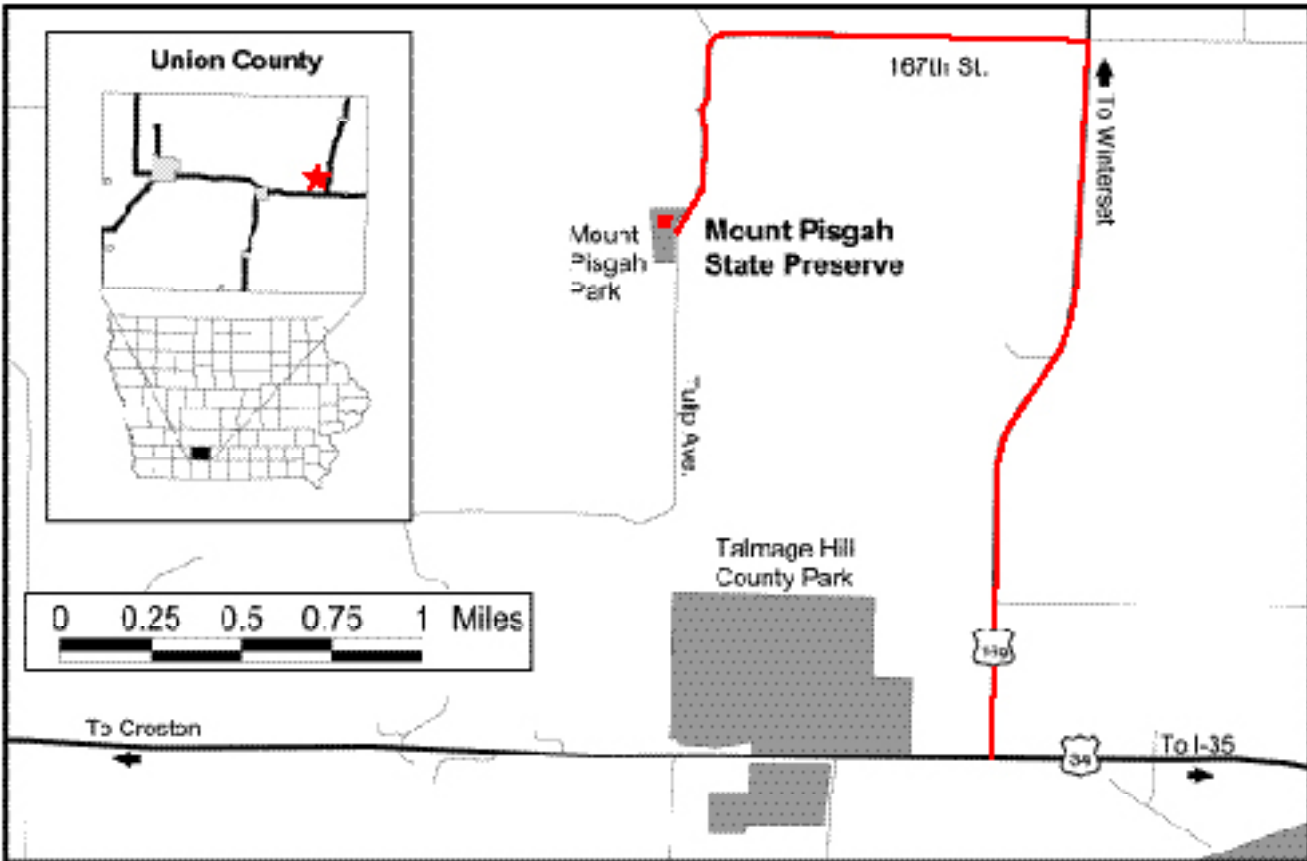 Union County
167th St.
To Winterset
Mount
Pisgah
Park
Mount Pisgah
State Preserve
Tulip Ave.
Talmage Hill
County Park
0 0.25 0.5 0.75 1 Miles
169
To Creston
34
To I-35